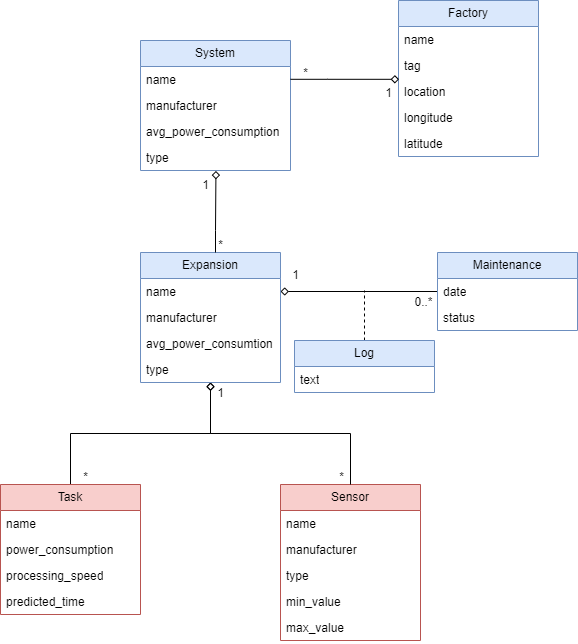 Factory
name
tag
location
longitude
latitude
System
name
manufacturer
avg_power_consumption
type
*
1
1
*
Expansion
name
manufacturer
avg_power_consumtion
type
1
0..*
Maintenance
date
status
Log
text
1
*
*
Task
name
power_consumption
processing_speed
predicted_time
Sensor
name
manufacturer
type
min_value
max_value